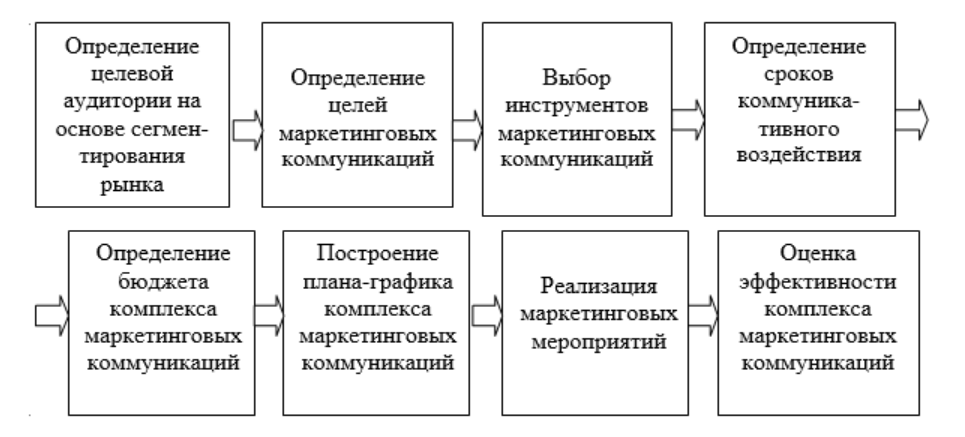 Определение
целевой
аудитории на
основе сегмен-
тирования
рынка
Определение
целей
маркетинговых
коммуникаций
Выбор
инструментов
маркетинговых
коммуникаций
Определение
сроков
коммуника-
тивного
воздействия
Определение
бюджета
комплекса
маркетинговых
коммуникаций
Построение
плана-графика
комплекса
маркетинговых
коммуникаций
Реализация
маркетинговых
мероприятий
Оценка
эффективности
комплекса
маркетинговых
коммуникаций